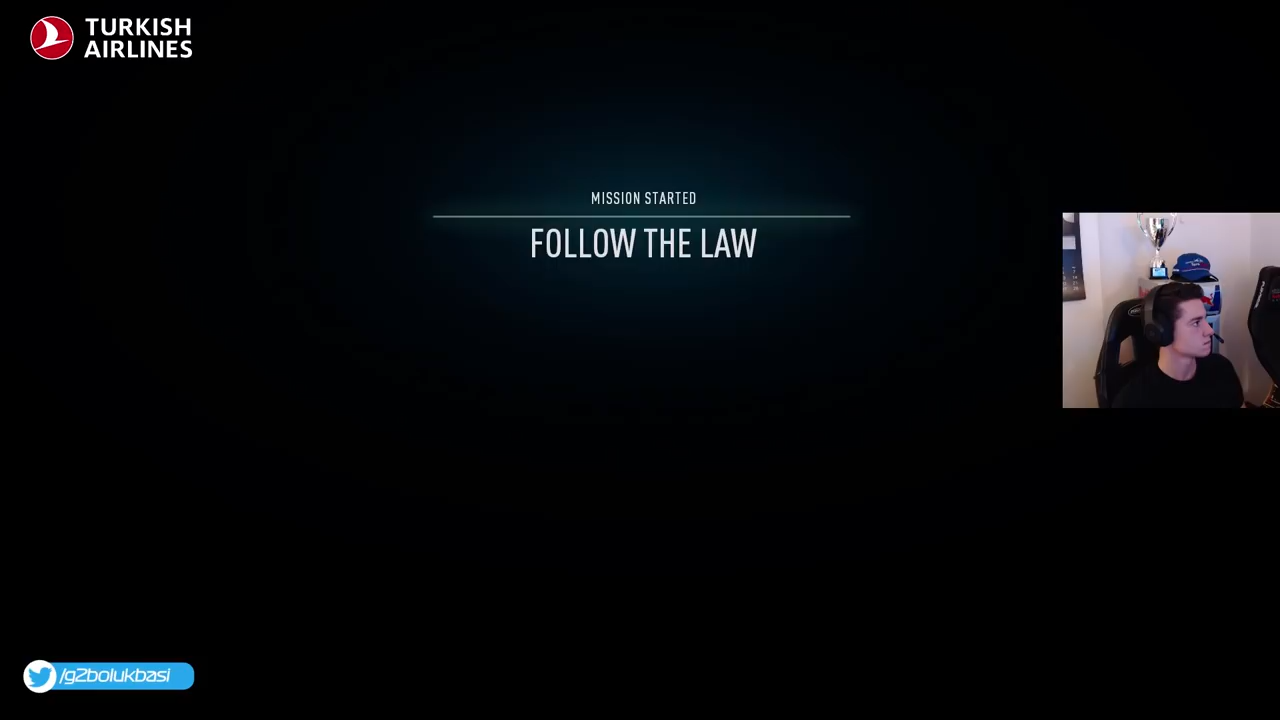 TURKISH
AIRLINES
MISSION STARTED
FOLLOW THE LAW
/g2bolukbasi